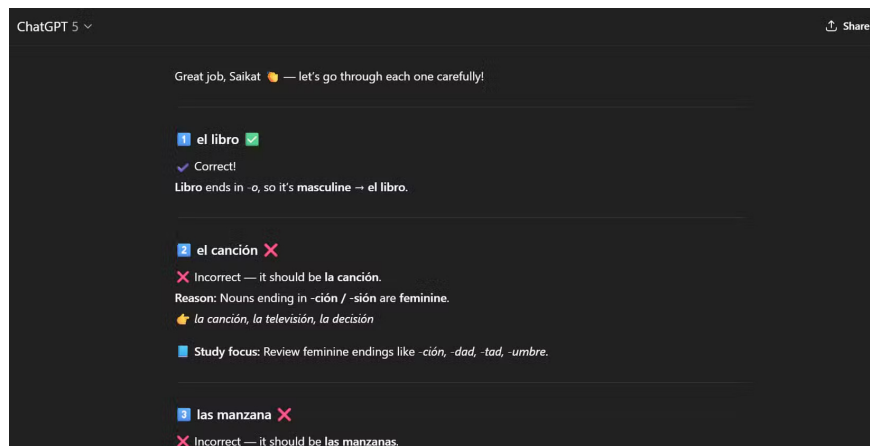 ChatGPT 5
Share
Great job, Saikat 👏 — let's go through each one carefully!
1️⃣ el libro ✅
✔️ Correct!
Libro ends in -o, so it's masculine → el libro.
2️⃣ el canción ❌
❌ Incorrect — it should be la canción.
Reason: Nouns ending in -ción / -sión are feminine.
👉 la canción, la televisión, la decisión
📘 Study focus: Review feminine endings like -ción, -dad, -tad, -umbre.
3️⃣ las manzana ❌
❌ Incorrect — it should be las manzanas.